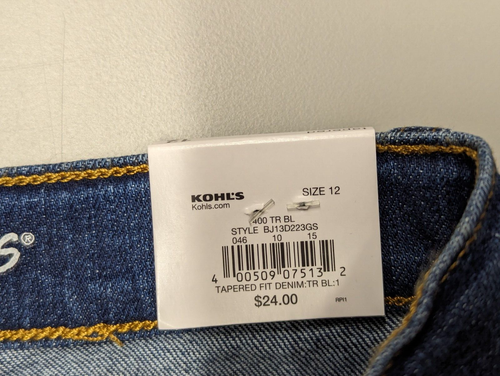 KOHL'S
Kohls.com
SIZE 12
400 TR BL
STYLE BJ13D223GS
046 10 15
4 00509 07513 2
TAPERED FIT DENIM:TR BL:1
$24.00
RPI1
S®